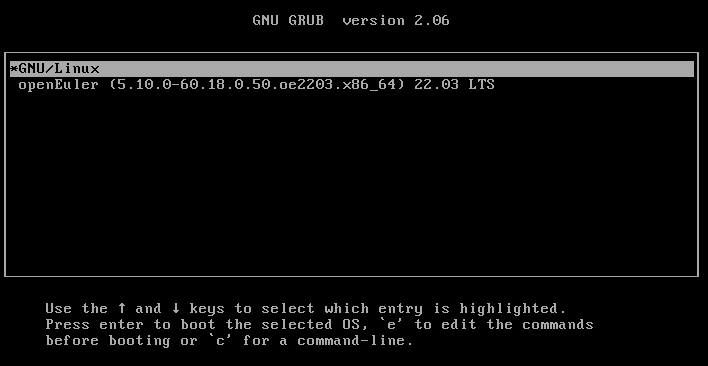 GNU GRUB  version 2.06
*GNU/Linux
openEuler (5.10.0-60.18.0.50.oe2203.x86_64) 22.03 LTS
Use the ↑ and ↓ keys to select which entry is highlighted.
Press enter to boot the selected OS, `e' to edit the commands
before booting or `c' for a command-line.